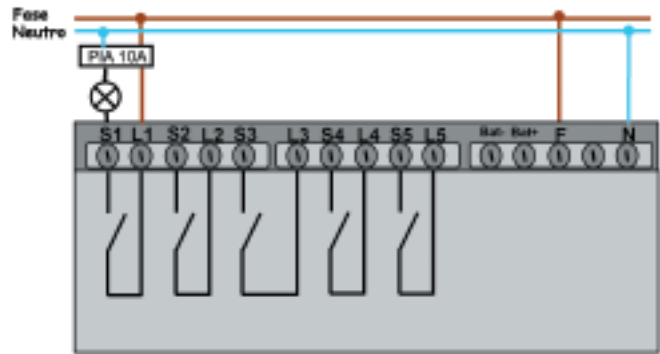 Fase
Neutro
PIA 10A
S1 L1 S2 L2 S3 L3 S4 L4 S5 L5 Bat- Bat+ F N